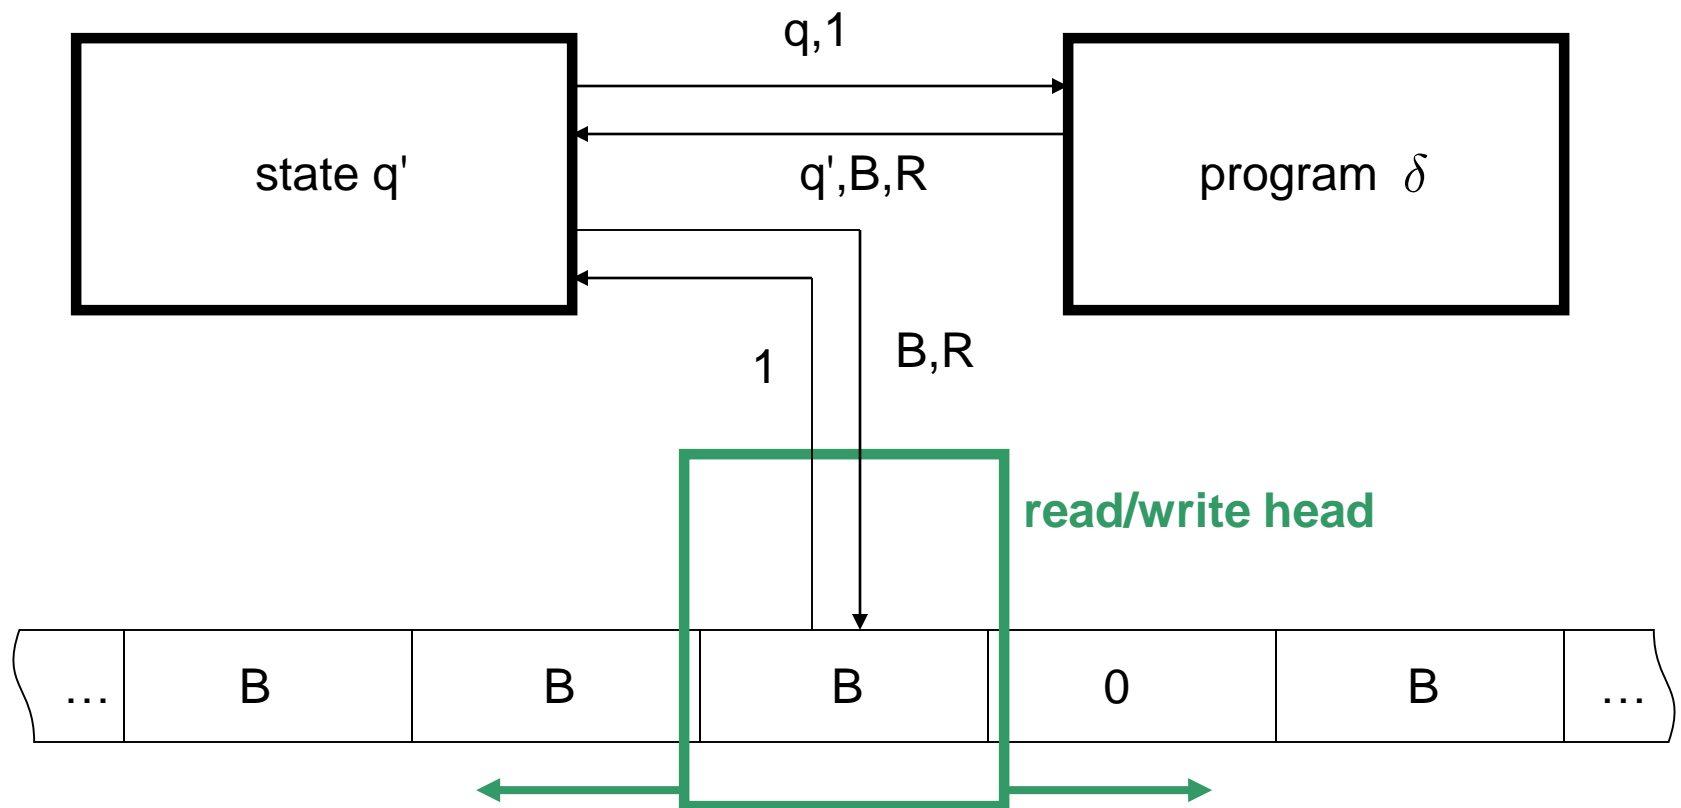 q,1
state q'
q',B,R
program δ
1
B,R
read/write head
... B B B 0 B ...